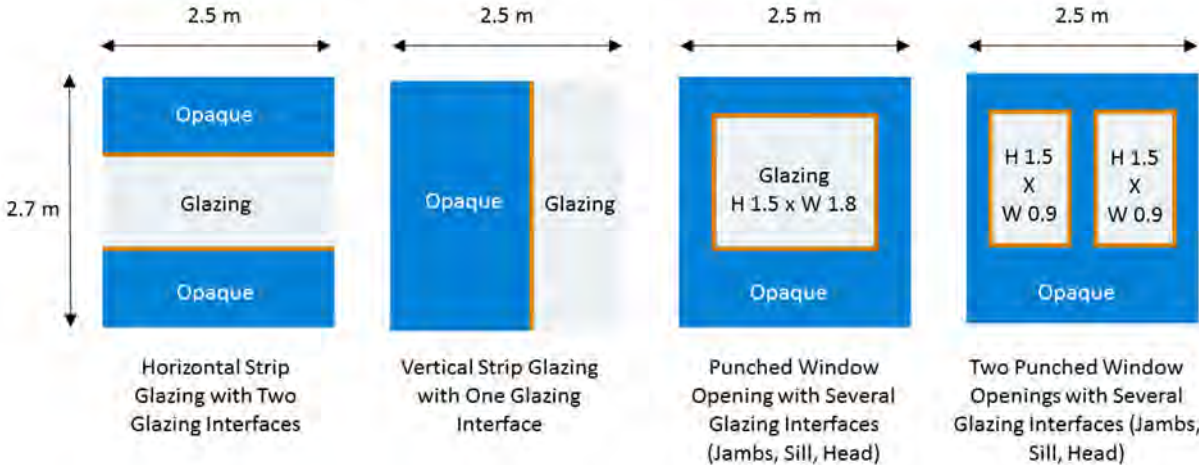 2.5 m
2.5 m
2.5 m
2.5 m
2.7 m
Opaque
Glazing
Opaque
Opaque
Glazing
Glazing
H 1.5 x W 1.8
Opaque
H 1.5
X
W 0.9
H 1.5
X
W 0.9
Opaque
Horizontal Strip
Glazing with Two
Glazing Interfaces
Vertical Strip Glazing
with One Glazing
Interface
Punched Window
Opening with Several
Glazing Interfaces
(Jambs, Sill, Head)
Two Punched Window
Openings with Several
Glazing Interfaces (Jambs,
Sill, Head)